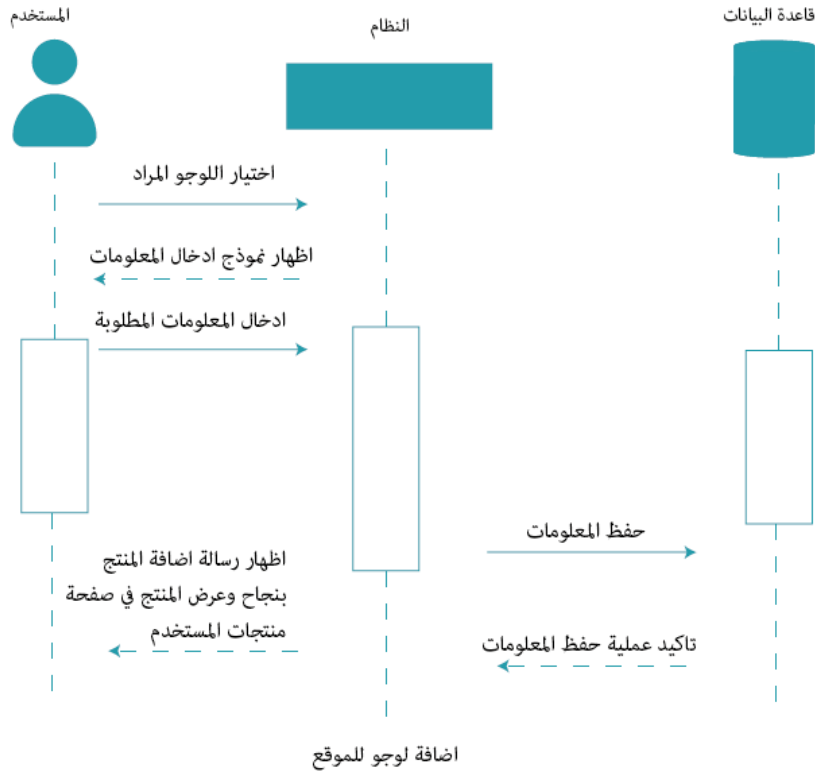 المستخدم
النظام
قاعدة البيانات
اختيار اللوجو المراد
اظهار نموذج ادخال المعلومات
ادخال المعلومات المطلوبة
حفظ المعلومات
اظهار رسالة اضافة المنتج
بنجاح وعرض المنتج في صفحة
منتجات المستخدم
تاكيد عملية حفظ المعلومات
اضافة لوجو للموقع